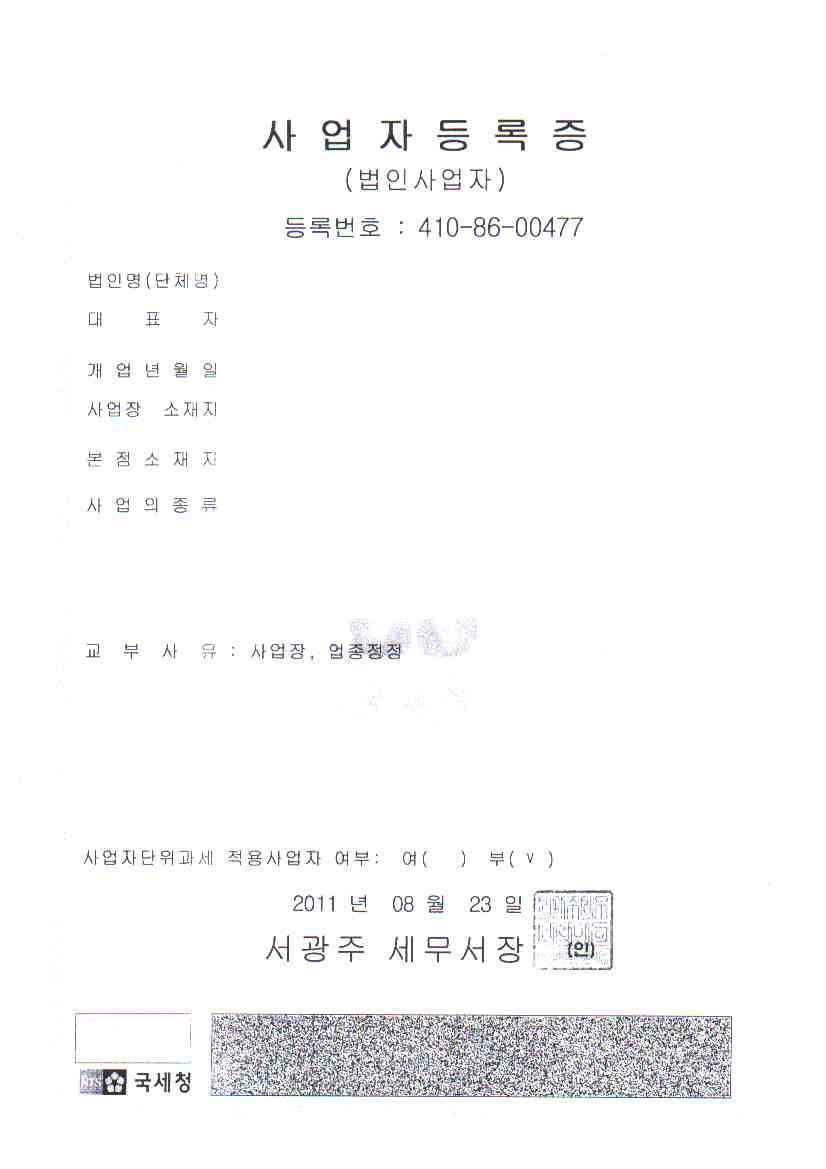 사 업 자 등 록 증
(법인사업자)
등록번호 : 410-86-00477
법인명(단체명)
대 표 자
개 업 년 월 일
사업장 소재지
본 점 소 재 지
사 업 의 종 류
교 부 사 유 : 사업장, 업종정정
사업자단위과세 적용사업자 여부: 여( ) 부( v )
2011 년 08 월 23 일
서광주 세무서장 (인)
NTS 국세청